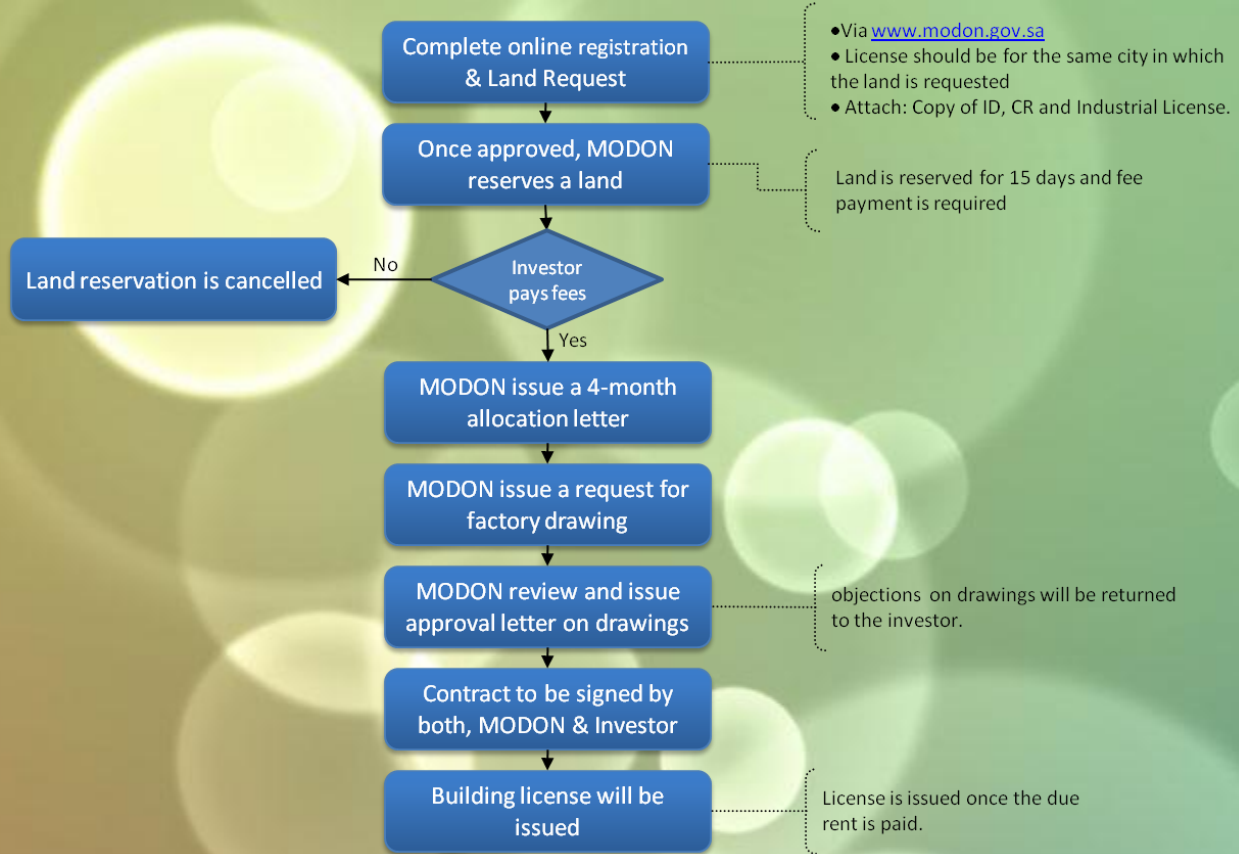 Complete online registration
& Land Request
•Via www.modon.gov.sa
• License should be for the same city in which
the land is requested
• Attach: Copy of ID, CR and Industrial License.
Once approved, MODON
reserves a land
Land is reserved for 15 days and fee
payment is required
Investor
pays fees
No
Land reservation is cancelled
Yes
MODON issue a 4-month
allocation letter
MODON issue a request for
factory drawing
MODON review and issue
approval letter on drawings
objections on drawings will be returned
to the investor.
Contract to be signed by
both, MODON & Investor
Building license will be
issued
License is issued once the due
rent is paid.